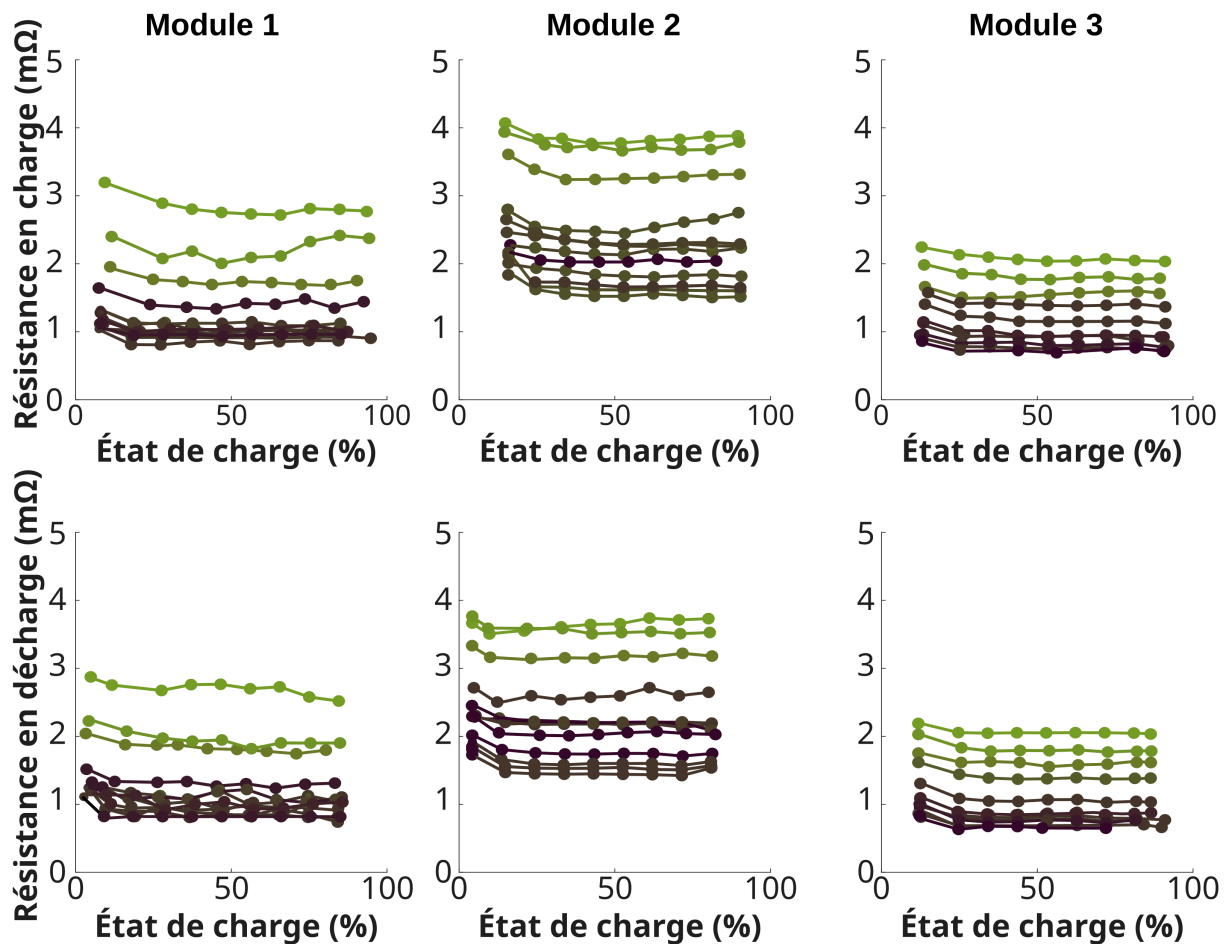 Module 1 Module 2 Module 3
Résistance en charge (mΩ)
5 5 5
4 4 4
3 3 3
2 2 2
1 1 1
0 0 0
0 50 100 0 50 100 0 50 100
État de charge (%) État de charge (%) État de charge (%)
Résistance en décharge (mΩ)
5 5 5
4 4 4
3 3 3
2 2 2
1 1 1
0 0 0
0 50 100 0 50 100 0 50 100
État de charge (%) État de charge (%) État de charge (%)